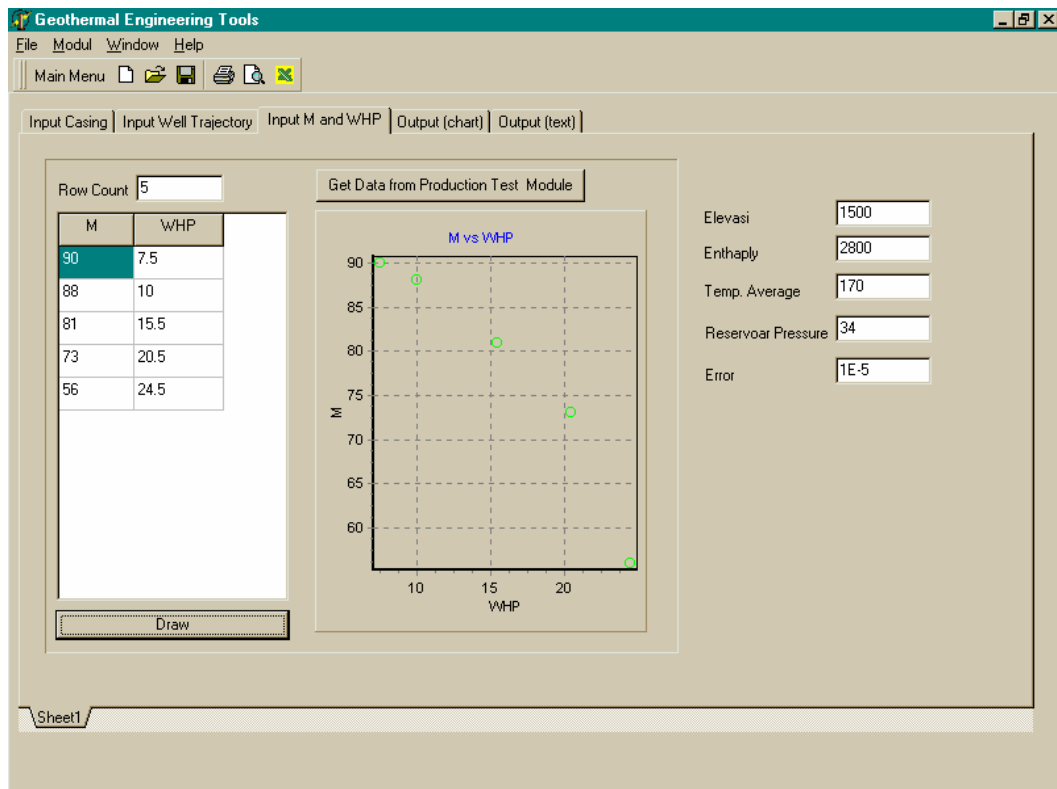 Geothermal Engineering Tools
File Modul Window Help
Main Menu
Input Casing Input Well Trajectory Input M and WHP Output (chart) Output (text)
Row Count 5
Get Data from Production Test Module
M WHP
90 7.5
88 10
81 15.5
73 20.5
56 24.5
Draw
M vs WHP
90
85
80
75
70
65
60
M
10 15 20
WHP
Elevasi 1500
Enthaply 2800
Temp. Average 170
Reservoar Pressure 34
Error 1E-5
Sheet1